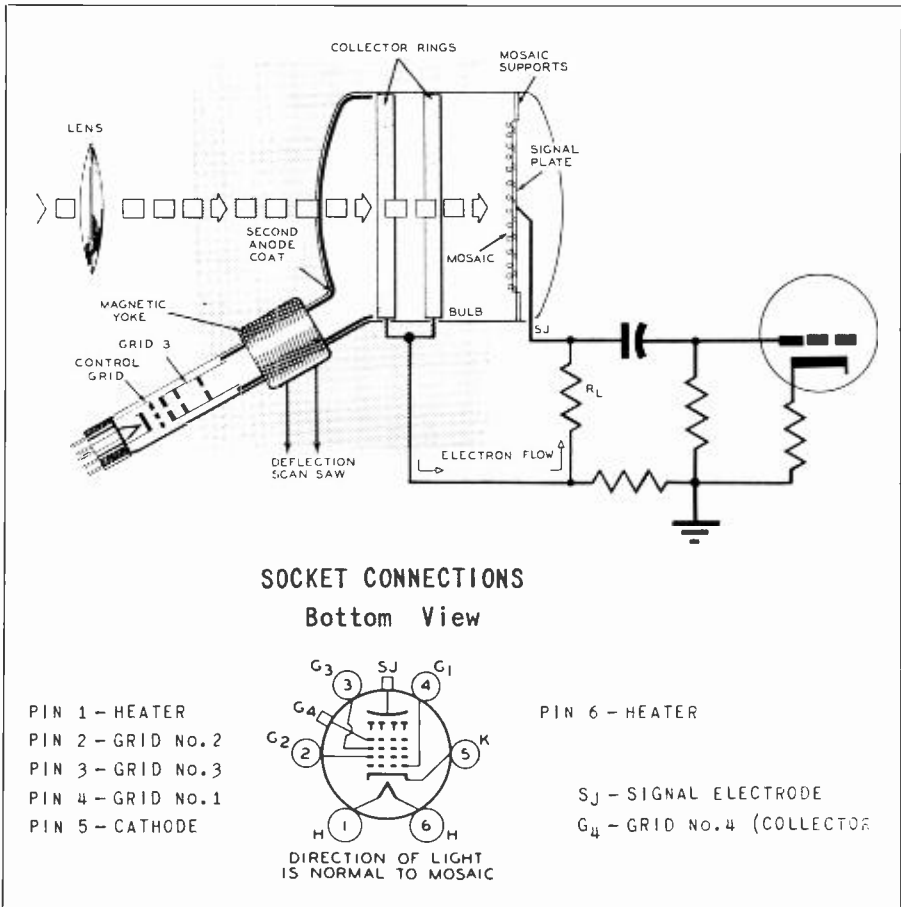 COLLECTOR RINGS
MOSAIC
SUPPORTS
LENS
SIGNAL
PLATE
SECOND
ANODE
COAT
MOSAIC
MAGNETIC
YOKE
BULB
GRID 3
SJ
CONTROL
GRID
RL
DEFLECTION
SCAN SAW
ELECTRON FLOW
SOCKET CONNECTIONS
Bottom View
G3 SJ G1
3 4
G4
G2 2 5 K
H 1 6 H
DIRECTION OF LIGHT
IS NORMAL TO MOSAIC
PIN 1 - HEATER
PIN 2 - GRID No.2
PIN 3 - GRID No.3
PIN 4 - GRID No.1
PIN 5 - CATHODE
PIN 6 - HEATER
SJ - SIGNAL ELECTRODE
G4 - GRID No.4 (COLLECTOR